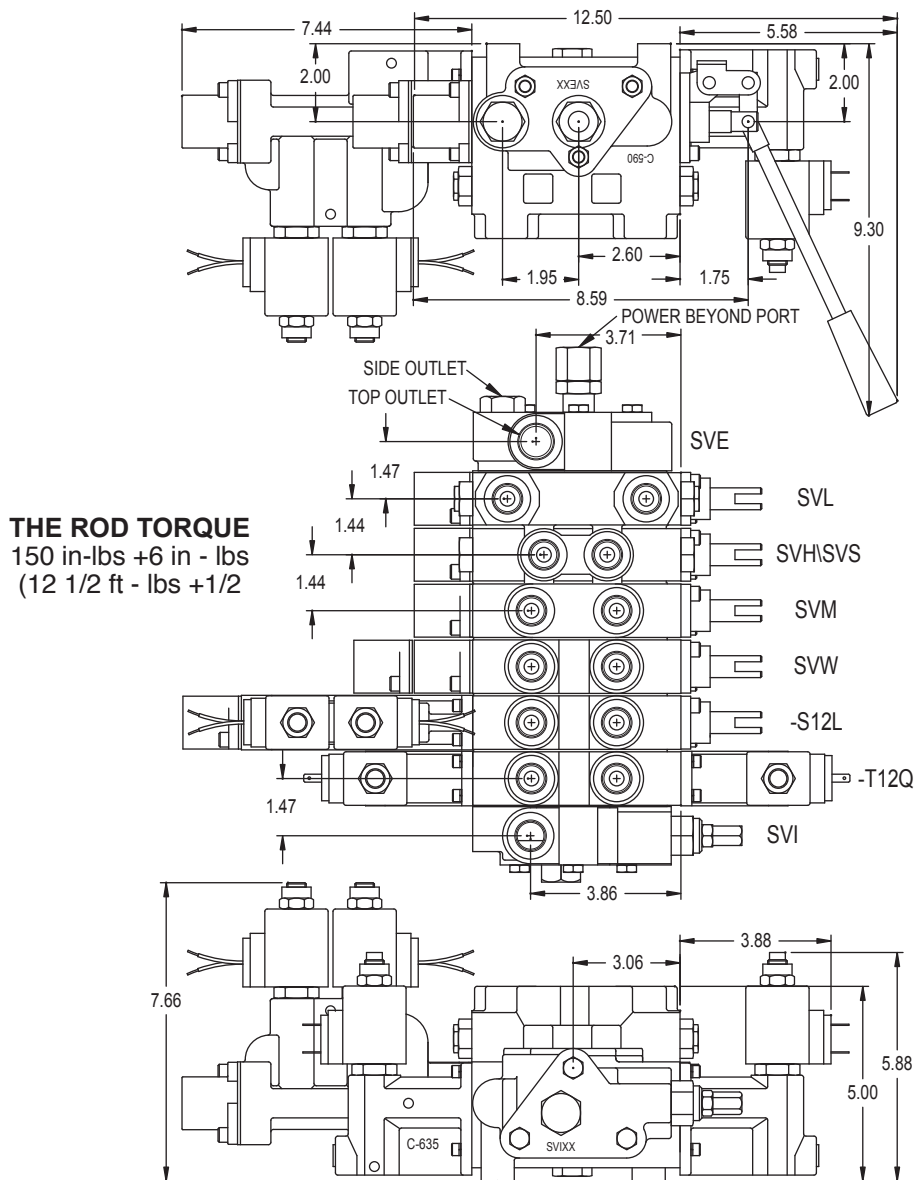 12.50
7.44
5.58
2.00
2.00
SVEXX
C-590
9.30
2.60
1.95
1.75
8.59
POWER BEYOND PORT
3.71
SIDE OUTLET
TOP OUTLET
SVE
1.47
SVL
1.44
THE ROD TORQUE
150 in-lbs +6 in - lbs
(12 1/2 ft - lbs +1/2
SVH\SVS
1.44
SVM
SVW
-S12L
-T12Q
1.47
SVI
3.86
3.88
3.06
7.66
5.88
5.00
C-635
SVIXX